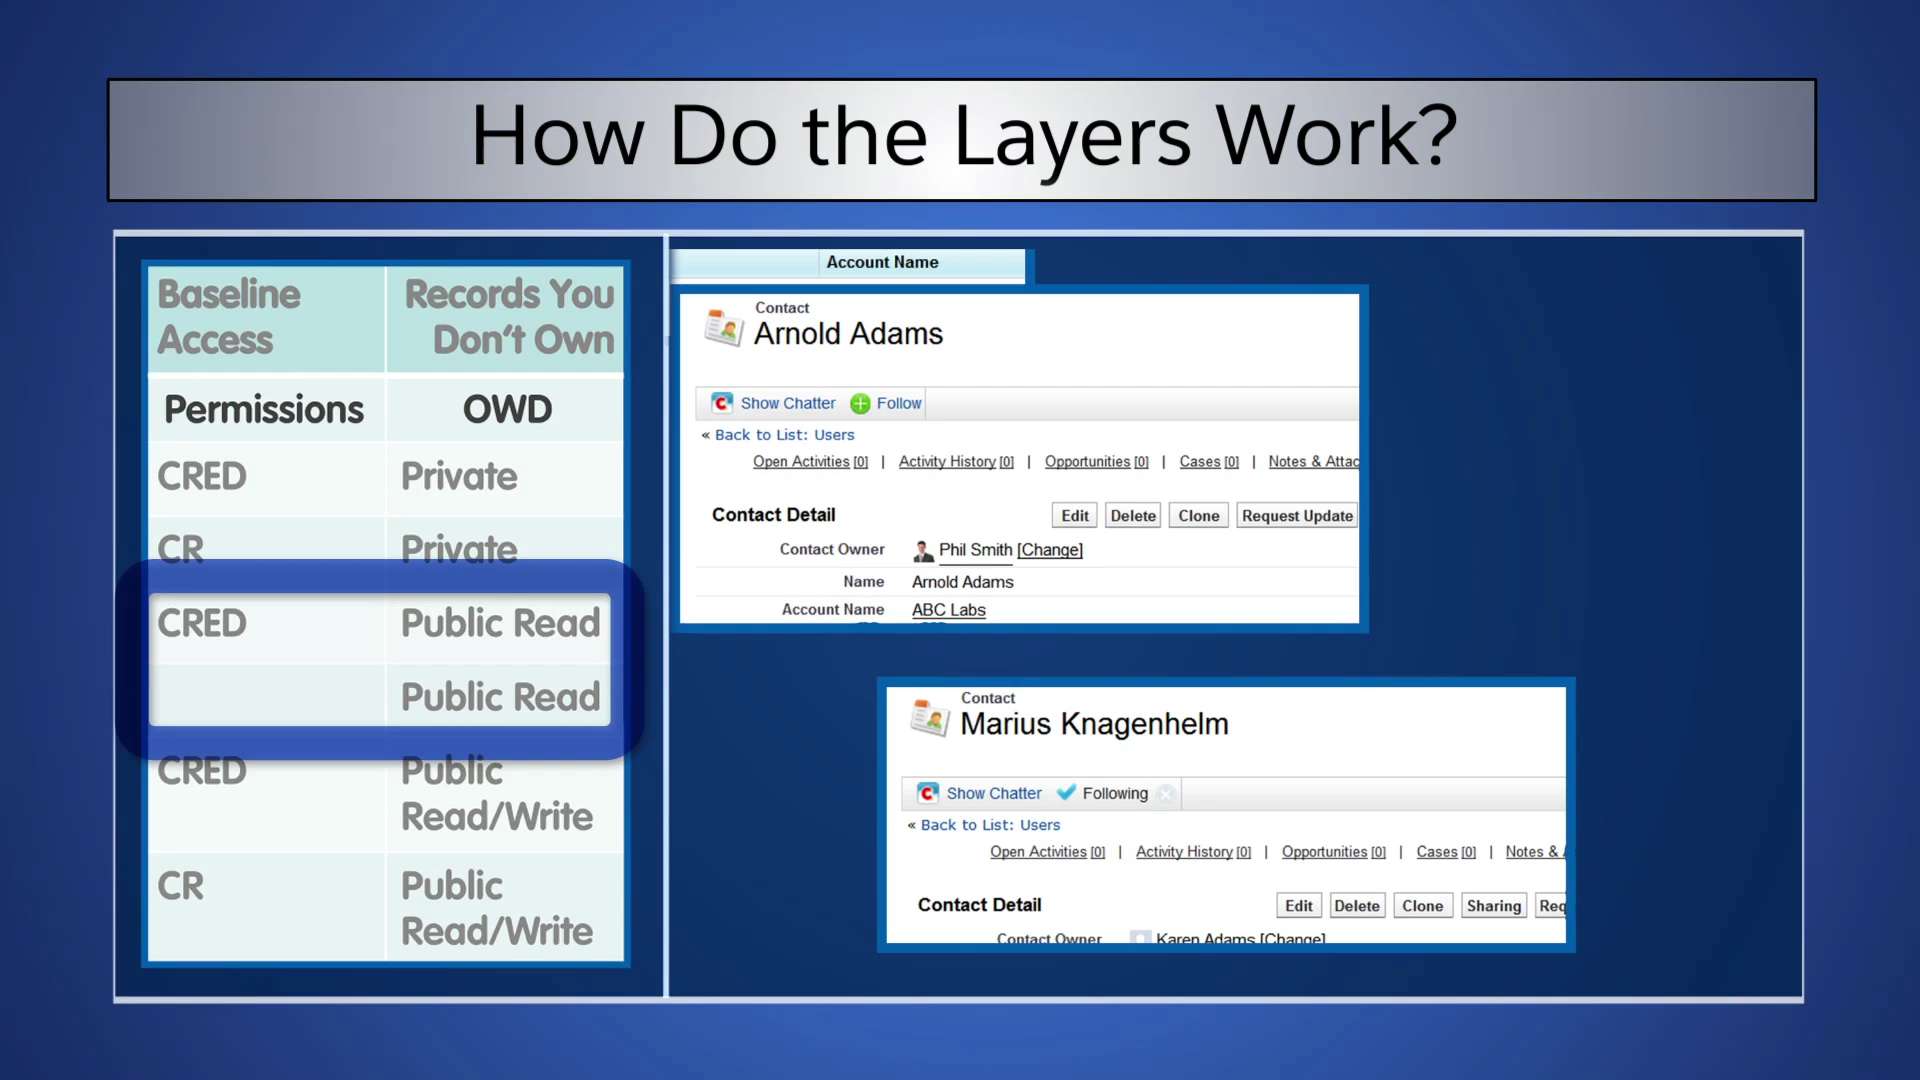 How Do the Layers Work?
Baseline Access
Records You Don't Own
Permissions
OWD
CRED
Private
CR
Private
CRED
Public Read
Public Read
CRED
Public Read/Write
CR
Public Read/Write
Account Name
Contact
Arnold Adams
Show Chatter Follow
« Back to List: Users
Open Activities [0] | Activity History [0] | Opportunities [0] | Cases [0] | Notes & Attac
Contact Detail Edit Delete Clone Request Update
Contact Owner Phil Smith [Change]
Name Arnold Adams
Account Name ABC Labs
Contact
Marius Knagenhelm
Show Chatter Following
« Back to List: Users
Open Activities [0] | Activity History [0] | Opportunities [0] | Cases [0] | Notes &
Contact Detail Edit Delete Clone Sharing Req
Contact Owner Karen Adams [Change]